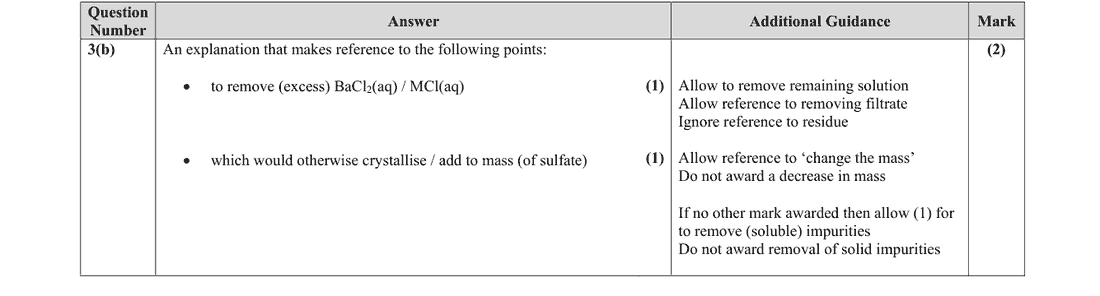 Question Number
Answer
Additional Guidance
Mark
3(b)
An explanation that makes reference to the following points:
(2)
• to remove (excess) BaCl₂(aq) / MCl(aq)
(1)
Allow to remove remaining solution
Allow reference to removing filtrate
Ignore reference to residue
• which would otherwise crystallise / add to mass (of sulfate)
(1)
Allow reference to ‘change the mass’
Do not award a decrease in mass
If no other mark awarded then allow (1) for
to remove (soluble) impurities
Do not award removal of solid impurities